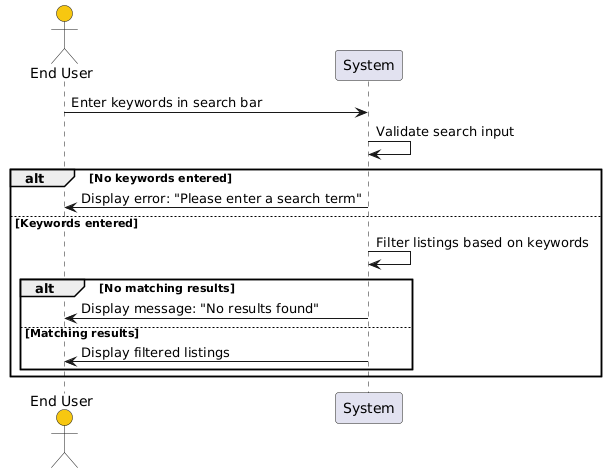 End User
System
Enter keywords in search bar
Validate search input
alt [No keywords entered]
Display error: "Please enter a search term"
[Keywords entered]
Filter listings based on keywords
alt [No matching results]
Display message: "No results found"
[Matching results]
Display filtered listings
End User
System